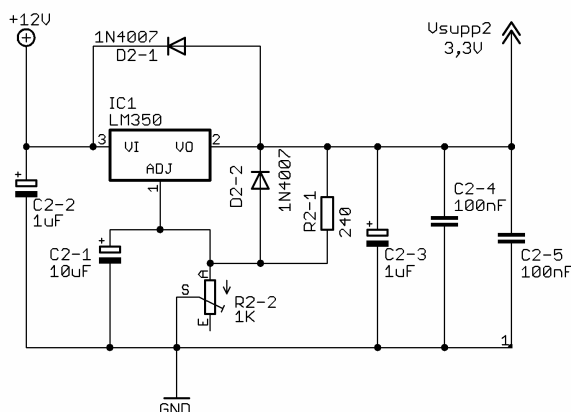 +12V
1N4007
D2-1
Vsupp2
3,3V
IC1
LM350
3
VI
VO
2
ADJ
1
D2-2
1N4007
R2-1
240
+
C2-2
1uF
+
C2-1
10uF
+
C2-3
1uF
C2-4
100nF
C2-5
100nF
A
S
E
R2-2
1K
1
GND